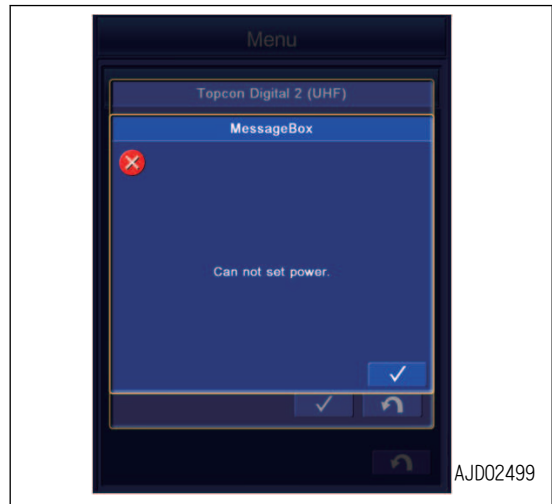 Menu
Topcon Digital 2 (UHF)
MessageBox
Can not set power.
AJD02499